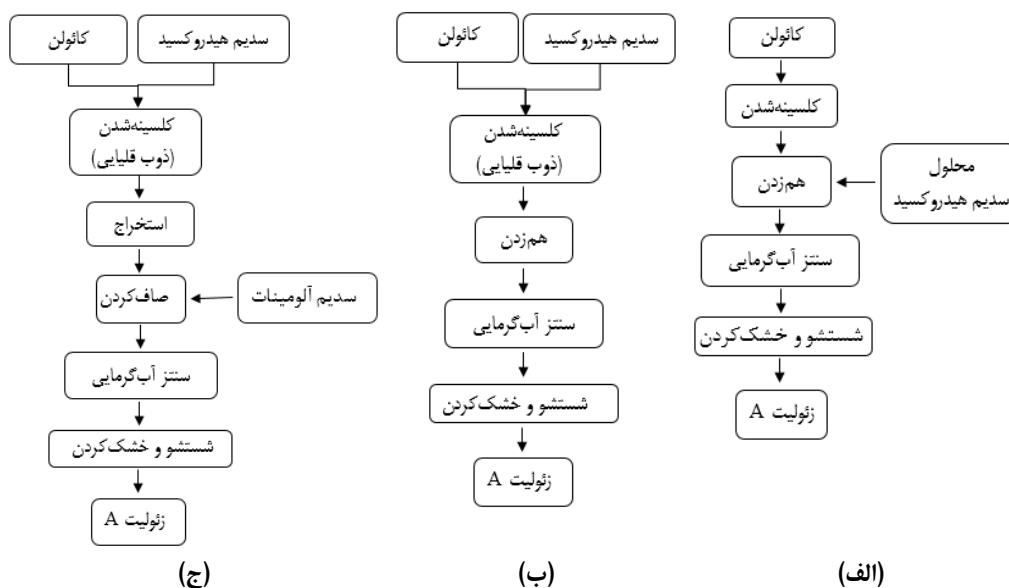 کائولن
کلسینه‌شدن
هم‌زدن
محلول
سدیم هیدروکسید
سنتز آب‌گرمایی
شستشو و خشک‌کردن
زئولیت A
(الف)
سدیم هیدروکسید
کائولن
کلسینه‌شدن
(ذوب قلیایی)
هم‌زدن
سنتز آب‌گرمایی
شستشو و خشک‌کردن
زئولیت A
(ب)
سدیم هیدروکسید
کائولن
کلسینه‌شدن
(ذوب قلیایی)
استخراج
صاف‌کردن
سدیم آلومینات
سنتز آب‌گرمایی
شستشو و خشک‌کردن
زئولیت A
(ج)